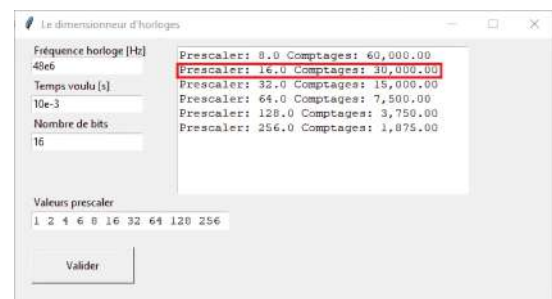 Le dimensionneur d'horloges
Fréquence horloge [Hz]
48e6
Temps voulu [s]
10e-3
Nombre de bits
16
Prescaler: 8.0 Comptages: 60,000.00
Prescaler: 16.0 Comptages: 30,000.00
Prescaler: 32.0 Comptages: 15,000.00
Prescaler: 64.0 Comptages: 7,500.00
Prescaler: 128.0 Comptages: 3,750.00
Prescaler: 256.0 Comptages: 1,875.00
Valeurs prescaler
1 2 4 6 8 16 32 64 128 256
Valider